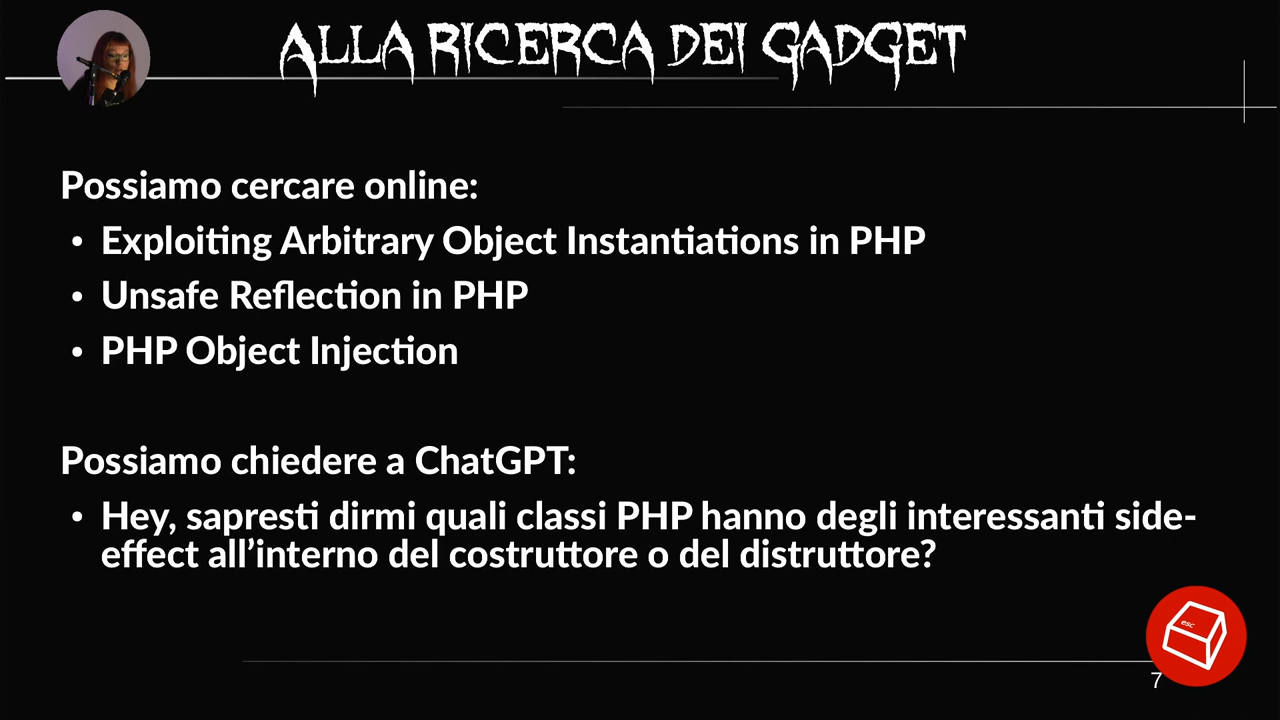 ALLA RICERCA DEI GADGET
Possiamo cercare online:
• Exploiting Arbitrary Object Instantiations in PHP
• Unsafe Reflection in PHP
• PHP Object Injection
Possiamo chiedere a ChatGPT:
• Hey, sapresti dirmi quali classi PHP hanno degli interessanti side-
effect all’interno del costruttore o del distruttore?
esc
7